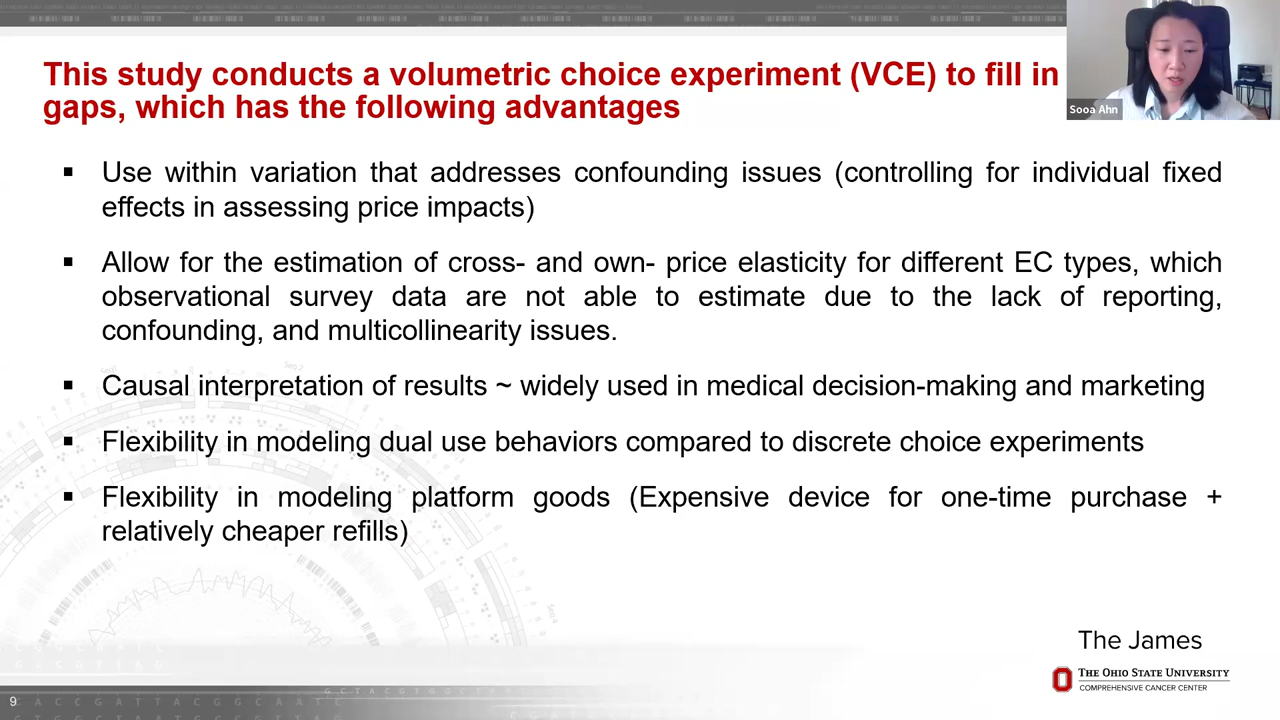 This study conducts a volumetric choice experiment (VCE) to fill in
gaps, which has the following advantages
Sooa Ahn
▪ Use within variation that addresses confounding issues (controlling for individual fixed
effects in assessing price impacts)
▪ Allow for the estimation of cross- and own- price elasticity for different EC types, which
observational survey data are not able to estimate due to the lack of reporting,
confounding, and multicollinearity issues.
▪ Causal interpretation of results ~ widely used in medical decision-making and marketing
▪ Flexibility in modeling dual use behaviors compared to discrete choice experiments
▪ Flexibility in modeling platform goods (Expensive device for one-time purchase +
relatively cheaper refills)
The James
THE OHIO STATE UNIVERSITY
COMPREHENSIVE CANCER CENTER
9